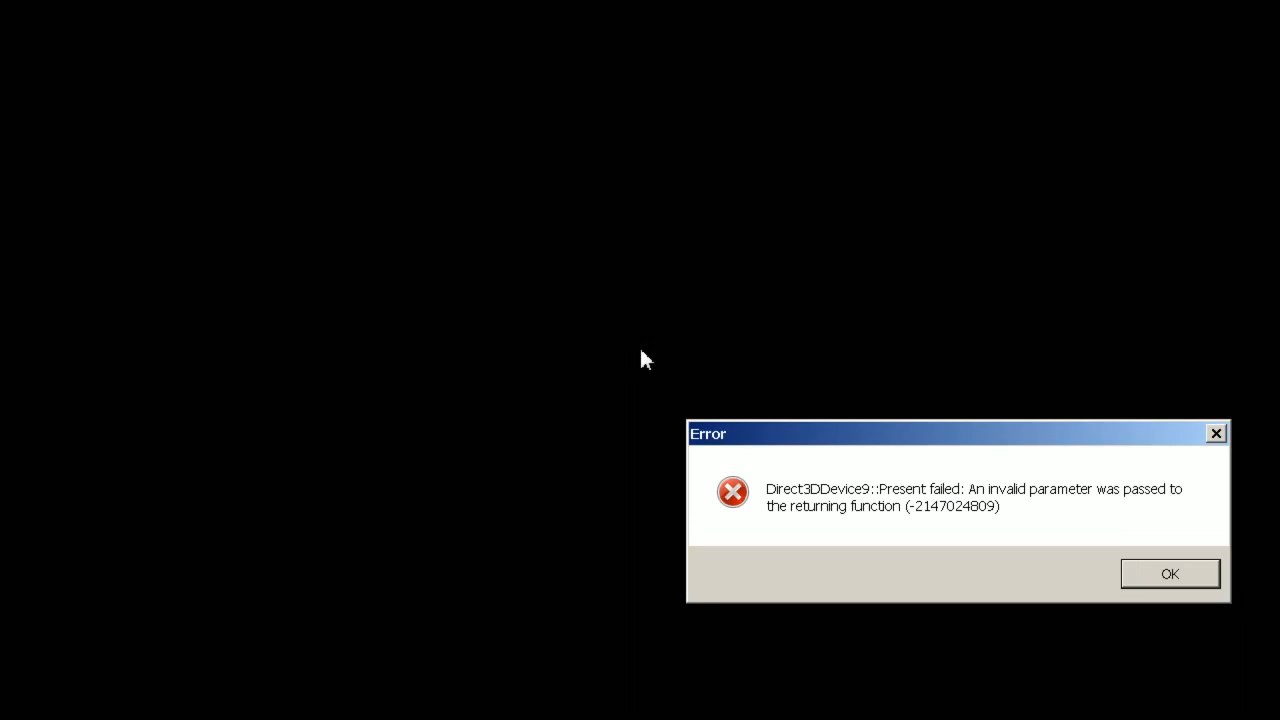 Error
Direct3DDevice9::Present failed: An invalid parameter was passed to
the returning function (-2147024809)
OK